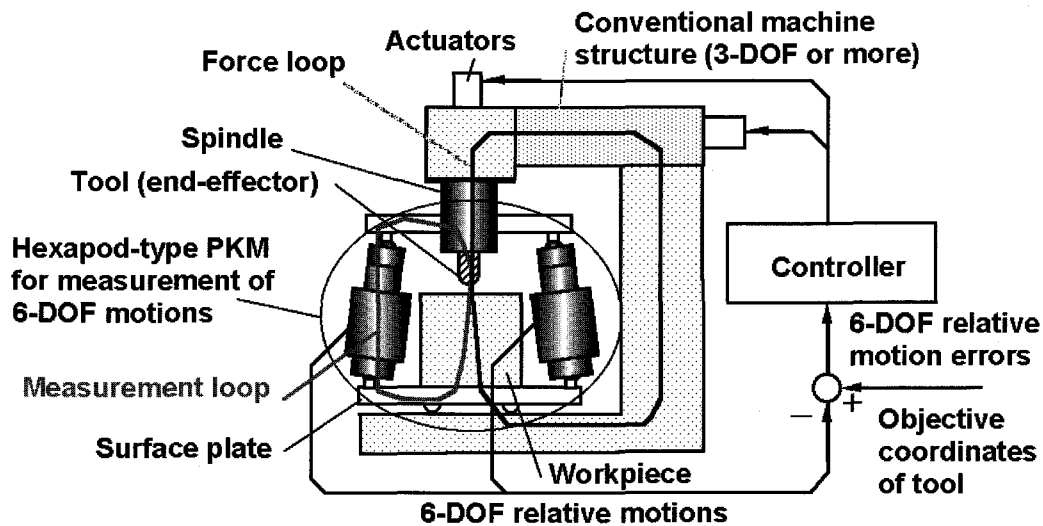 Conventional machine
structure (3-DOF or more)
Actuators
Force loop
Spindle
Tool (end-effector)
Hexapod-type PKM
for measurement of
6-DOF motions
Controller
6-DOF relative
motion errors
Measurement loop
− +
Objective
coordinates
of tool
Surface plate
Workpiece
6-DOF relative motions